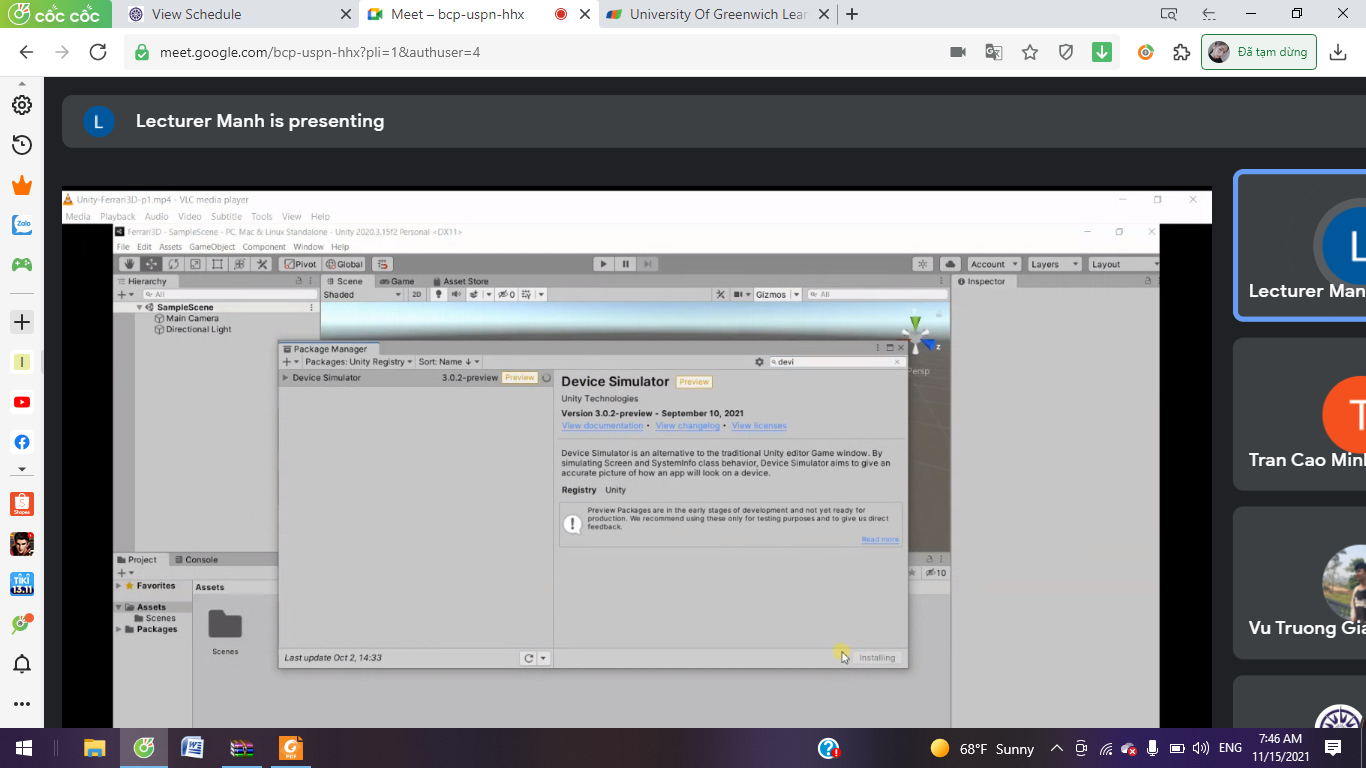 cốc cốc
View Schedule
Meet – bcp-uspn-hhx
University Of Greenwich Lear
meet.google.com/bcp-uspn-hhx?pli=1&authuser=4
Đã tạm dừng
L
Lecturer Manh is presenting
Unity-Ferrari3D-p1.mp4 - VLC media player
Media Playback Audio Video Subtitle Tools View Help
Ferrari3D - SampleScene - PC, Mac & Linux Standalone - Unity 2020.3.15f2 Personal <DX11>
File Edit Assets GameObject Component Window Help
Pivot Global Account Layers Layout
Hierarchy Scene Game Asset Store Inspector
All Shaded 2D 0 Gizmos All
SampleScene
Main Camera
Directional Light
z
Persp
Package Manager
Packages: Unity Registry Sort: Name ↓ devi
Device Simulator 3.0.2-preview Preview
Device Simulator Preview
Unity Technologies
Version 3.0.2-preview - September 10, 2021
View documentation • View changelog • View licenses
Device Simulator is an alternative to the traditional Unity editor Game window. By
simulating Screen and SystemInfo class behavior, Device Simulator aims to give an
accurate picture of how an app will look on a device.
Registry Unity
Preview Packages are in the early stages of development and not yet ready for
production. We recommend using these only for testing purposes and to give us direct
feedback.
Read more
Last update Oct 2, 14:33
Installing
Project Console
10
Favorites
Assets
Scenes
Packages
Assets
Scenes
L
Lecturer Man
T
Tran Cao Min
Vu Truong Gia
Zalo
I
Shopee
TIKI
15.11
W
PDF
68°F Sunny
ENG
7:46 AM
11/15/2021